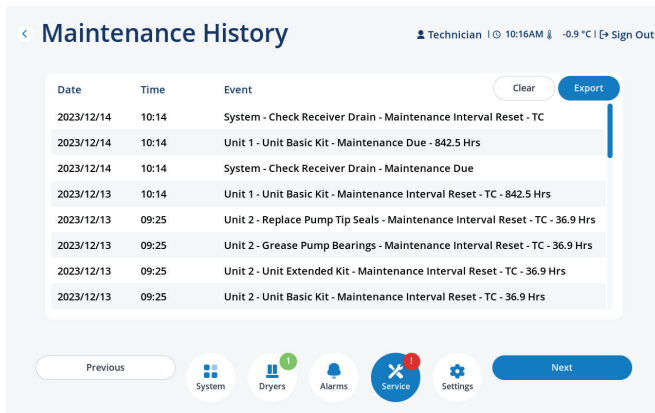 Maintenance History
Technician 10:16AM -0.9 °C Sign Out
Date Time Event Clear Export
2023/12/14 10:14 System - Check Receiver Drain - Maintenance Interval Reset - TC
2023/12/14 10:14 Unit 1 - Unit Basic Kit - Maintenance Due - 842.5 Hrs
2023/12/14 10:14 System - Check Receiver Drain - Maintenance Due
2023/12/13 10:14 Unit 1 - Unit Basic Kit - Maintenance Interval Reset - TC - 842.5 Hrs
2023/12/13 09:25 Unit 2 - Replace Pump Tip Seals - Maintenance Interval Reset - TC - 36.9 Hrs
2023/12/13 09:25 Unit 2 - Grease Pump Bearings - Maintenance Interval Reset - TC - 36.9 Hrs
2023/12/13 09:25 Unit 2 - Unit Extended Kit - Maintenance Interval Reset - TC - 36.9 Hrs
2023/12/13 09:25 Unit 2 - Unit Basic Kit - Maintenance Interval Reset - TC - 36.9 Hrs
1 !
Previous Next
System Dryers Alarms Service Settings